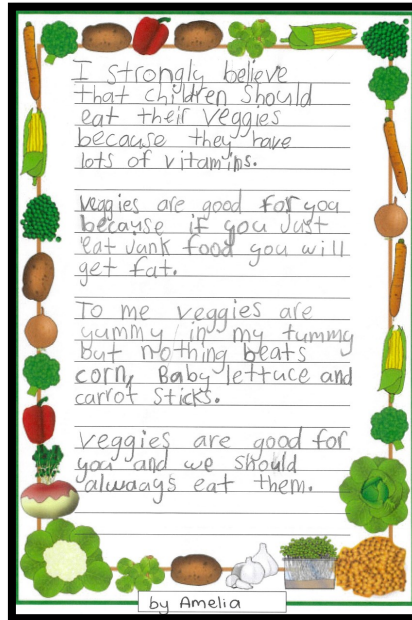 I strongly believe
that children should
eat their veggies
because they have
lots of vitamins.
veggies are good for you
because if you Just
eat Junk food you will
get fat.
To me veggies are
yummy in my tummy
but nothing beats
corn, Baby lettuce and
carrot sticks.
veggies are good for
you and we should
alwaays eat them.
by Amelia